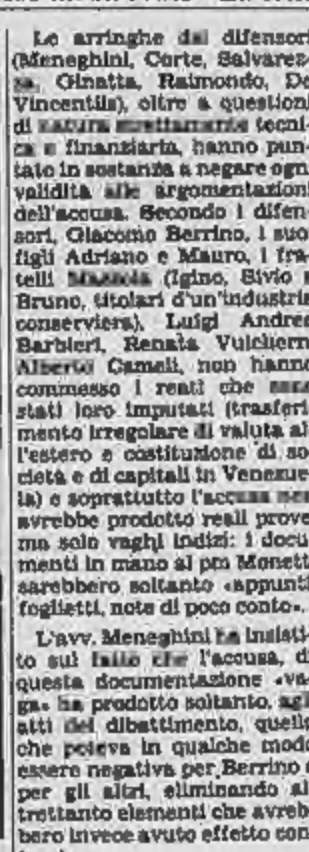 Le arringhe dei difensori
(Meneghini, Corte, Salvarez-
za, Ginatta, Raimondo, De
Vincentiis), oltre a questioni
di natura strettamente tecni-
ca e finanziaria, hanno pun-
tato in sostanza a negare ogni
validità alle argomentazioni
dell'accusa. Secondo i difen-
sori, Giacomo Berrino, i suo
figli Adriano e Mauro, i fra-
telli (Igino, Silvio e
Bruno, titolari d'un'industria
conserviera), Luigi Andrea
Barbieri, Renata
Alberto Cameli, non hanno
commesso i reati che sono
stati loro imputati (trasferi
mento irregolare di valuta al
l'estero e costituzione di so
cietà e di capitali in Venezue
la) e soprattutto l'accusa non
avrebbe prodotto reali prove
ma solo vaghi indizi: i docu
menti in mano al pm Monett
sarebbero soltanto «appunti
foglietti, note di poco conto».
L'avv. Meneghini ha insisti-
to sul fatto che l'accusa, di
questa documentazione «va-
ga» ha prodotto soltanto, agli
atti del dibattimento, quello
che poteva in qualche modo
essere negativa per Berrino e
per gli altri, eliminando al
trettanto elementi che avreb
bero invece avuto effetto con